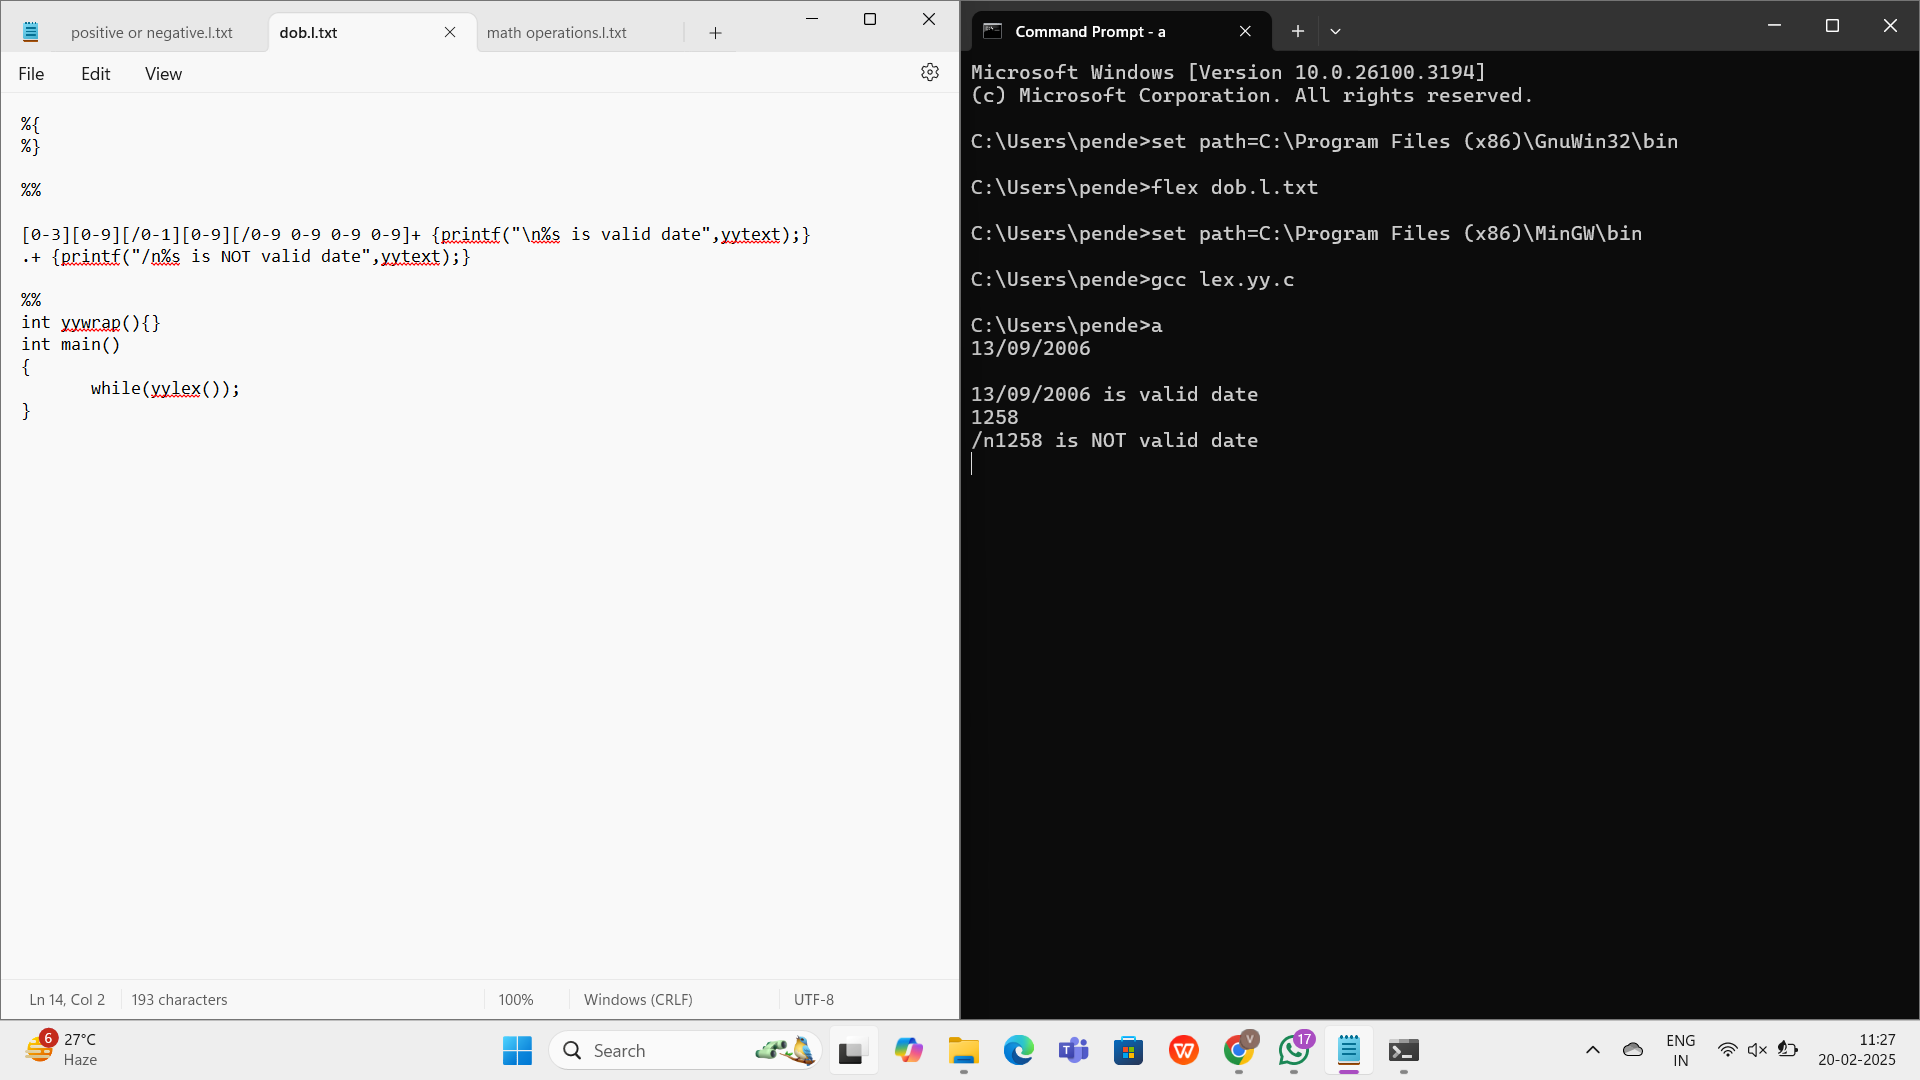 positive or negative.l.txt
dob.l.txt
math operations.l.txt
File Edit View
%{
%}
%%
[0-3][0-9][/0-1][0-9][/0-9 0-9 0-9 0-9]+ {printf("\n%s is valid date",yytext);}
.+ {printf("/n%s is NOT valid date",yytext);}
%%
int yywrap(){}
int main()
{
while(yylex());
}
Ln 14, Col 2 193 characters 100% Windows (CRLF) UTF-8
Command Prompt - a
Microsoft Windows [Version 10.0.26100.3194]
(c) Microsoft Corporation. All rights reserved.
C:\Users\pende>set path=C:\Program Files (x86)\GnuWin32\bin
C:\Users\pende>flex dob.l.txt
C:\Users\pende>set path=C:\Program Files (x86)\MinGW\bin
C:\Users\pende>gcc lex.yy.c
C:\Users\pende>a
13/09/2006
13/09/2006 is valid date
1258
/n1258 is NOT valid date
6
27°C
Haze
Search
V
17
ENG
IN
11:27
20-02-2025